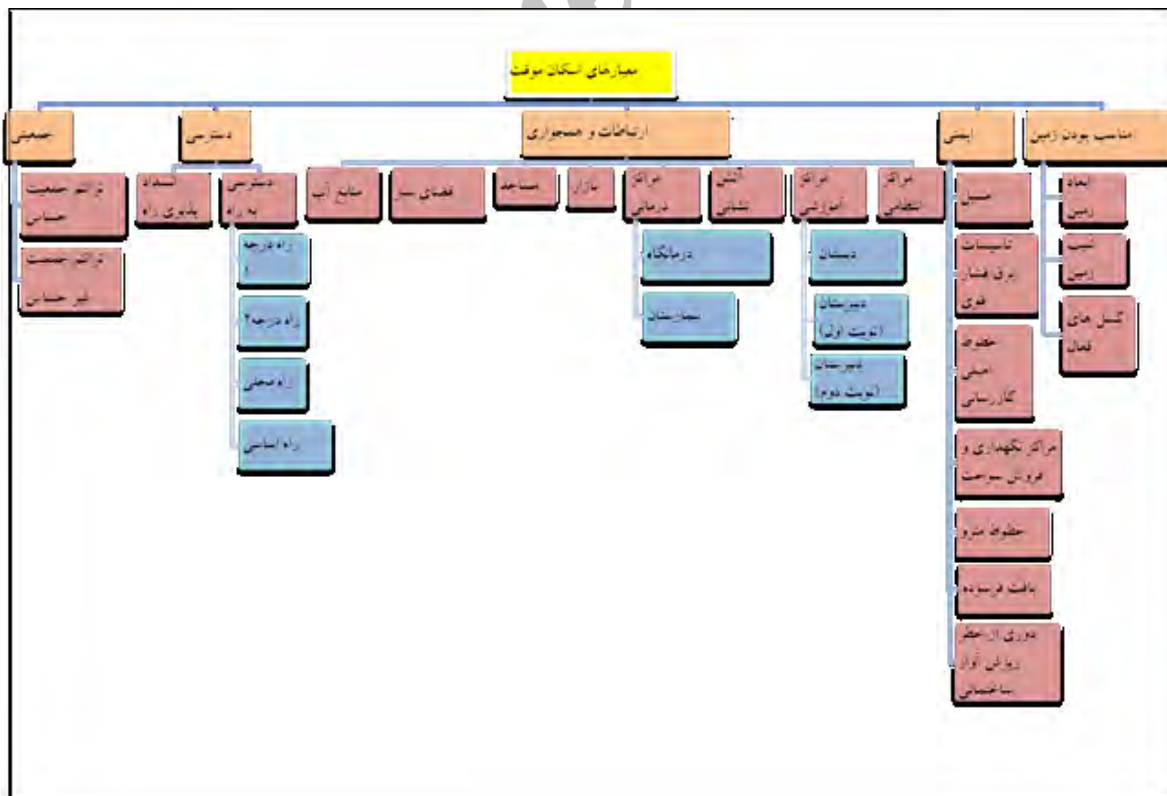 معیارهای اسکان موقت
مناسب بودن زمین
ایمنی
ارتباطات و همجواری
دسترسی
جمعیتی
ابعاد
زمین
شیب
زمین
گسل های
فعال
مسیل
تاسیسات
برق فشار
قوی
خطوط
اصلی
گازرسانی
مراکز نگهداری و
فروش سوخت
خطوط مترو
بافت فرسوده
دوری از خطر
ریزش آوار
ساختمانی
مراکز
انتظامی
مراکز
آموزشی
دبستان
دبیرستان
(نوبت اول)
دبیرستان
(نوبت دوم)
آتش
نشانی
مراکز
درمانی
درمانگاه
بیمارستان
بازار
مساجد
فضای سبز
منابع آب
دسترسی
به راه
راه درجه
۱
راه درجه۲
راه محلی
راه اساسی
انسداد
پذیری راه
تراکم جمعیت
حساس
تراکم جمعیت
غیر حساس